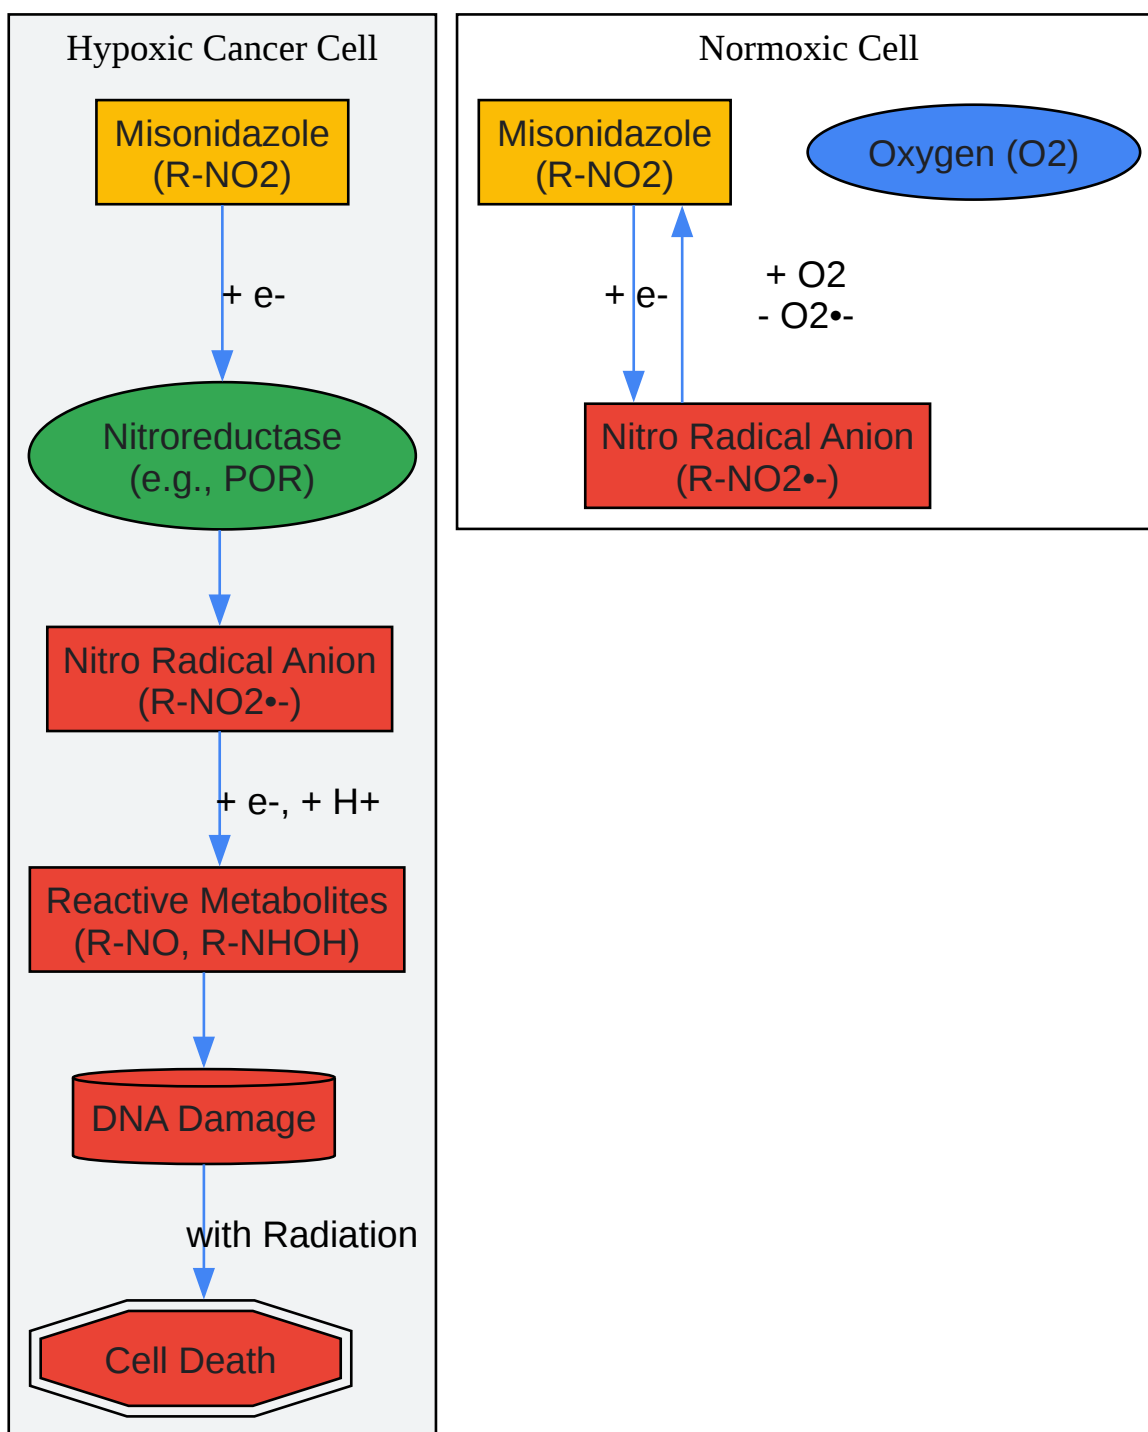 Hypoxic Cancer Cell
Misonidazole
(R-NO2)
+ e-
Nitroreductase
(e.g., POR)
Nitro Radical Anion
(R-NO2•-)
+ e-, + H+
Reactive Metabolites
(R-NO, R-NHOH)
DNA Damage
with Radiation
Cell Death
Normoxic Cell
Misonidazole
(R-NO2)
Oxygen (O2)
+ e-
+ O2
- O2•-
Nitro Radical Anion
(R-NO2•-)